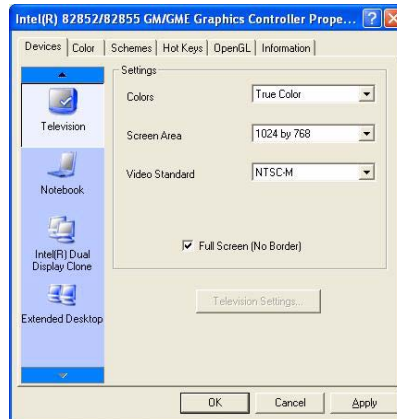 Intel(R) 82852/82855 GM/GME Graphics Controller Prope...
Devices Color Schemes Hot Keys OpenGL Information
Television
Notebook
Intel(R) Dual
Display Clone
Extended Desktop
Settings
Colors True Color
Screen Area 1024 by 768
Video Standard NTSC-M
Full Screen (No Border)
Television Settings...
OK Cancel Apply